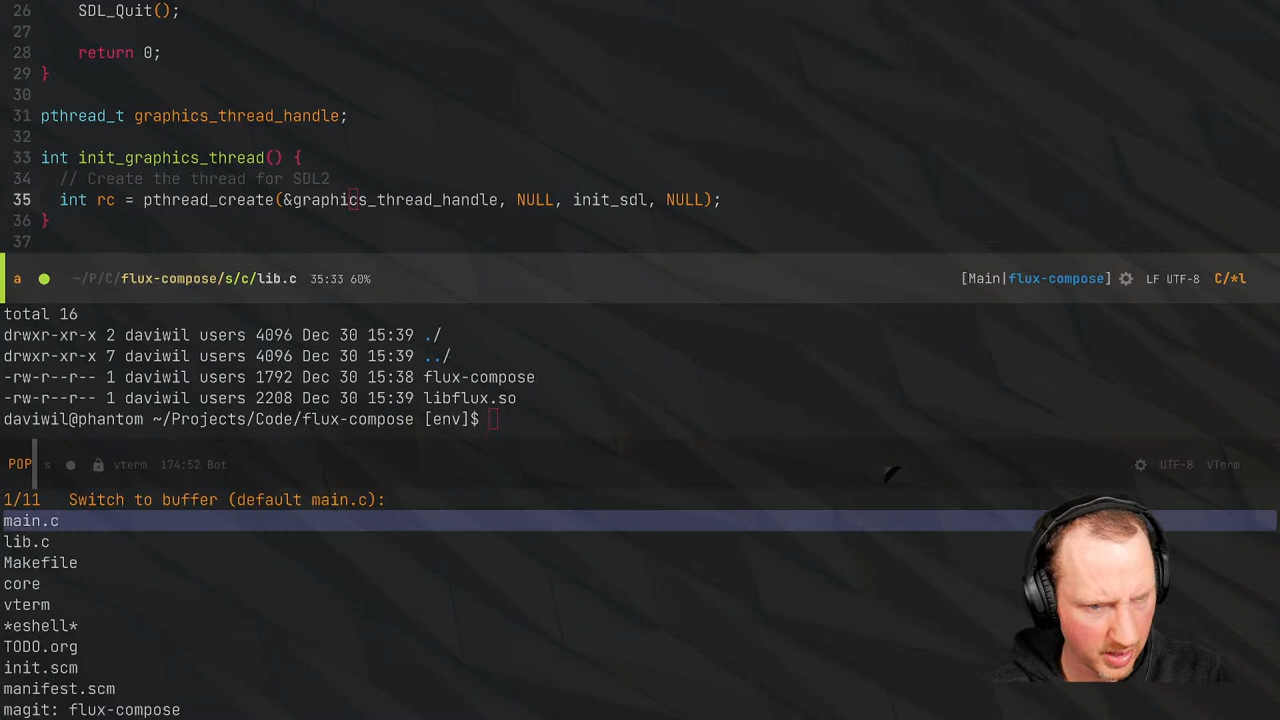 26 SDL_Quit();
27
28 return 0;
29 }
30
31 pthread_t graphics_thread_handle;
32
33 int init_graphics_thread() {
34 // Create the thread for SDL2
35 int rc = pthread_create(&graphics_thread_handle, NULL, init_sdl, NULL);
36 }
37
a ~/P/C/flux-compose/s/c/lib.c 35:33 60% [Main|flux-compose] LF UTF-8 C/*l
total 16
drwxr-xr-x 2 daviwil users 4096 Dec 30 15:39 ./
drwxr-xr-x 7 daviwil users 4096 Dec 30 15:39 ../
-rw-r--r-- 1 daviwil users 1792 Dec 30 15:38 flux-compose
-rw-r--r-- 1 daviwil users 2208 Dec 30 15:39 libflux.so
daviwil@phantom ~/Projects/Code/flux-compose [env]$
POP s vterm 174:52 Bot UTF-8 VTerm
1/11 Switch to buffer (default main.c):
main.c
lib.c
Makefile
core
vterm
*eshell*
TODO.org
init.scm
manifest.scm
magit: flux-compose